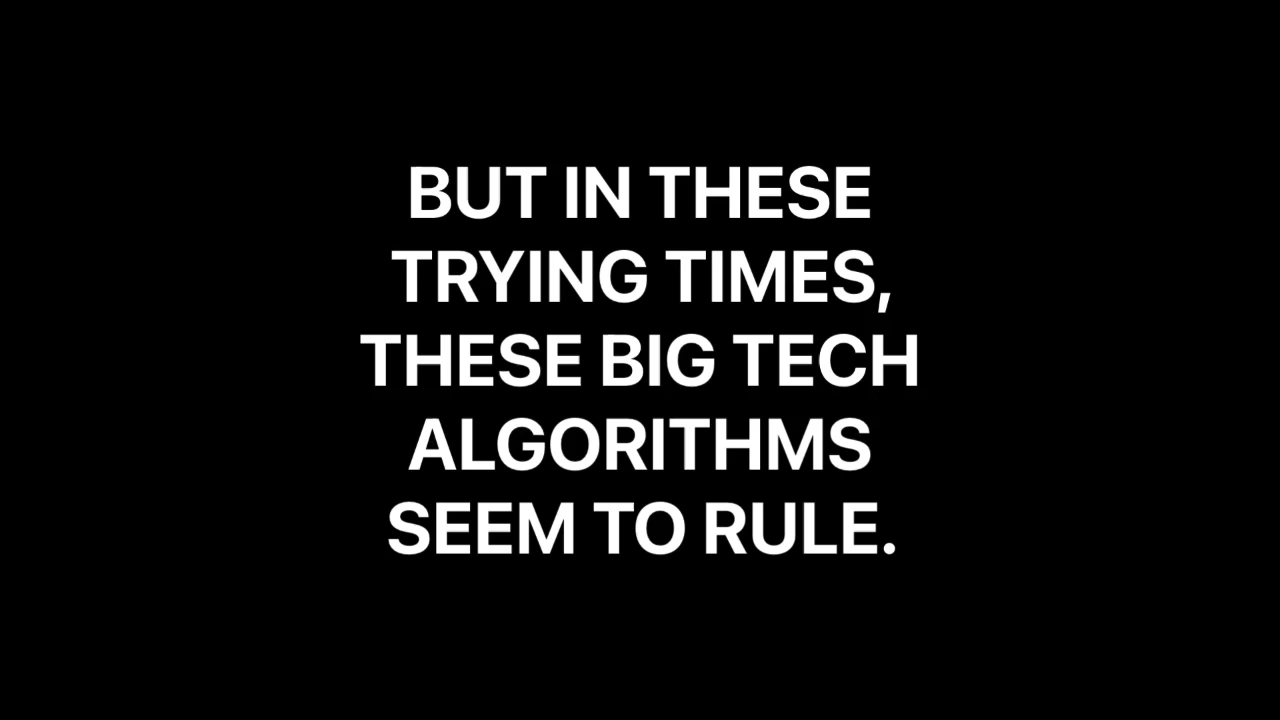 BUT IN THESE
TRYING TIMES,
THESE BIG TECH
ALGORITHMS
SEEM TO RULE.